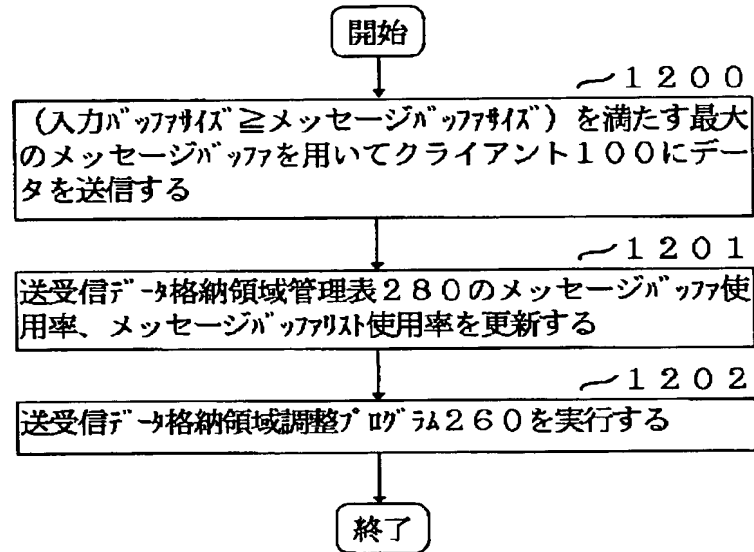 開始
1200
(入力ﾊﾞｯﾌｧｻｲｽﾞ≧メッセージﾊﾞｯﾌｧｻｲｽﾞ)を満たす最大
のメッセージﾊﾞｯﾌｧを用いてクライアント100にデー
タを送信する
1201
送受信ﾃﾞｰﾀ格納領域管理表280のメッセージﾊﾞｯﾌｧ使
用率、メッセージﾊﾞｯﾌｧﾘｽﾄ使用率を更新する
1202
送受信ﾃﾞｰﾀ格納領域調整ﾌﾟﾛｸﾞﾗﾑ260を実行する
終了